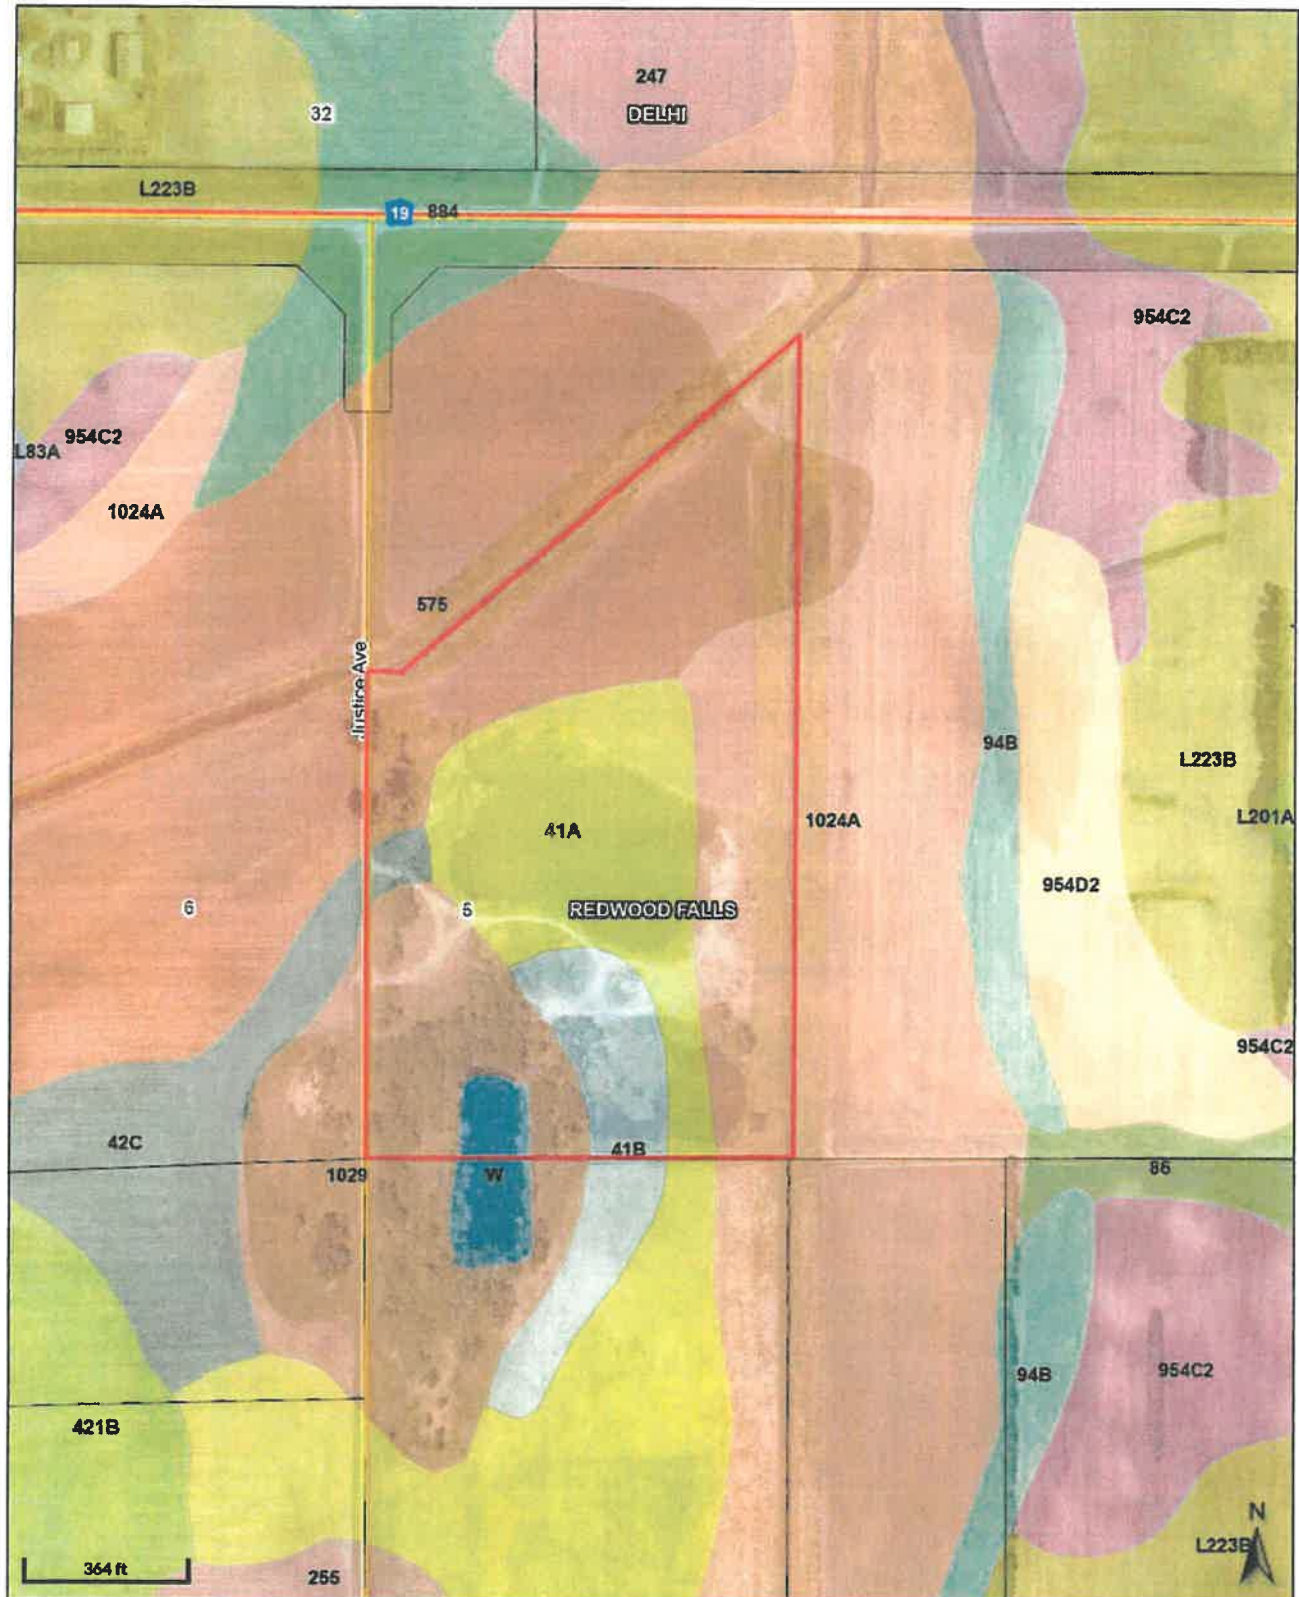 247
DELHI
32
L223B
19
884
954C2
954C2
L83A
1024A
575
Justice Ave
94B
L223B
41A
1024A
L201A
954D2
6
5
REDWOOD FALLS
954C2
42C
41B
86
1029
W
94B
954C2
421B
N
L223B
364 ft
255